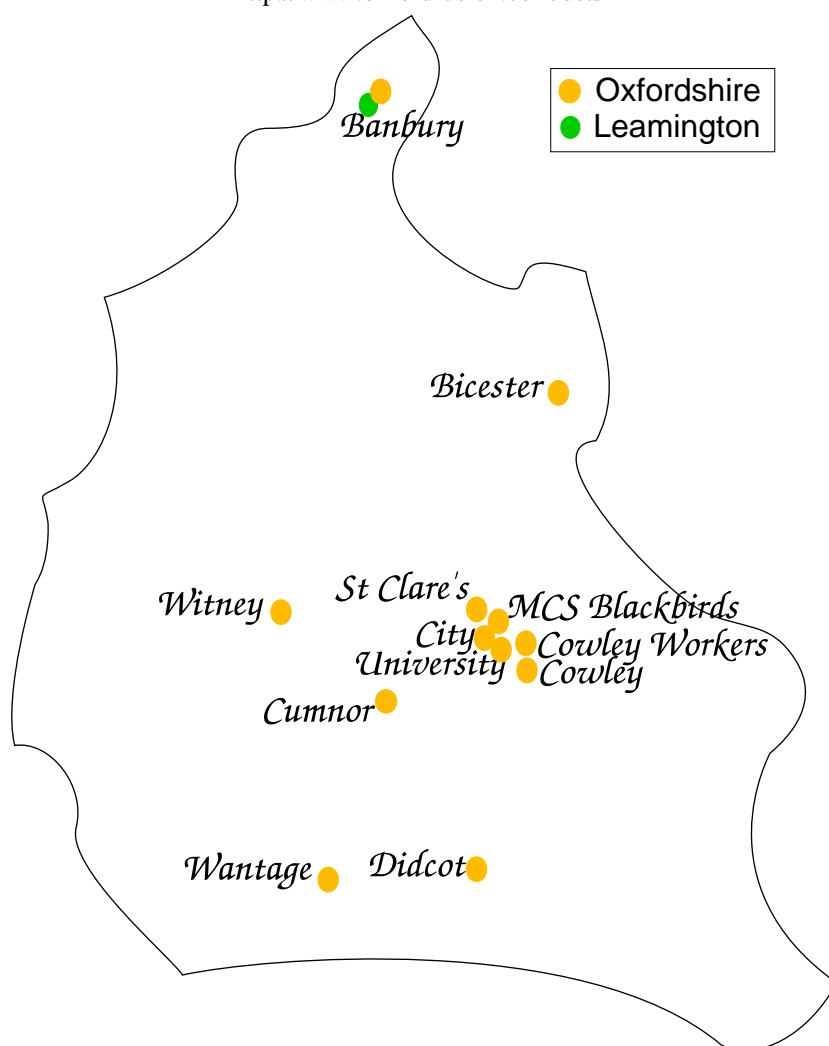 Oxfordshire
Leamington
Banbury
Bicester
St Clare's
Witney
MCS Blackbirds
City
Cowley Workers
University
Cowley
Cumnor
Wantage
Didcot